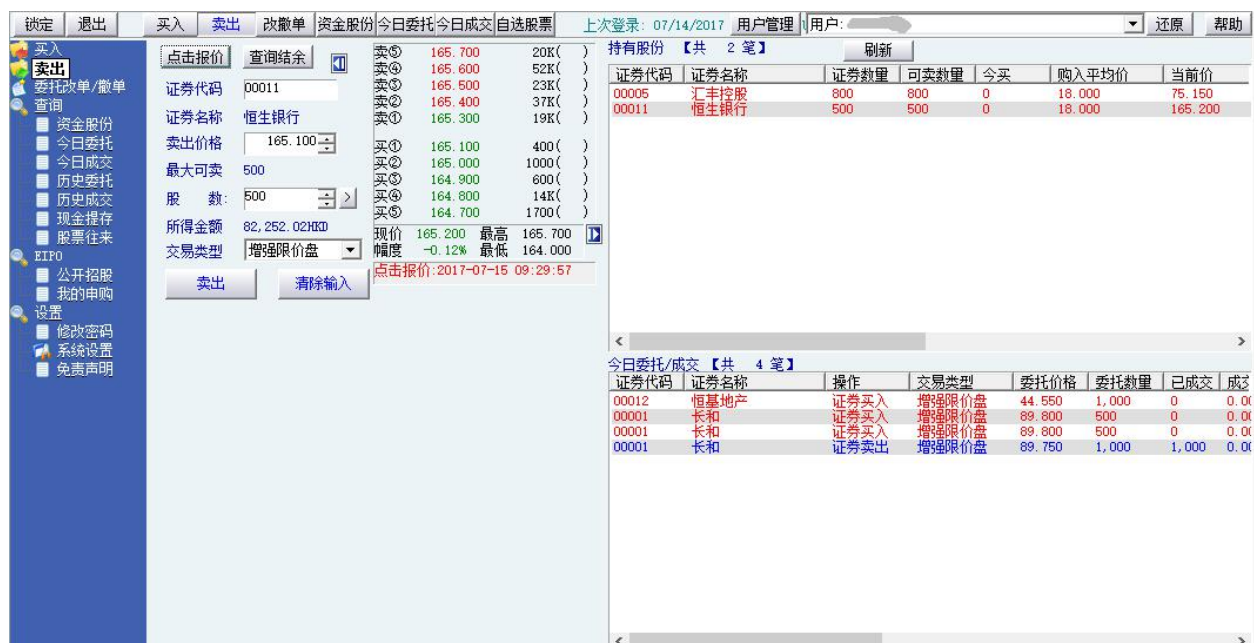 锁定 退出 买入 卖出 改撤单 资金股份 今日委托 今日成交 自选股票 上次登录: 07/14/2017 用户管理 用户: 还原 帮助
买入
卖出
委托改单/撤单
查询
资金股份
今日委托
今日成交
历史委托
历史成交
现金提存
股票往来
EIPO
公开招股
我的申购
设置
修改密码
系统设置
免责声明
点击报价 查询结余
证券代码 00011
证券名称 恒生银行
卖出价格 165.100
最大可卖 500
股 数: 500 >
所得金额 82,252.02HKD
交易类型 增强限价盘
卖出 清除输入
卖⑤ 165.700 20K( )
卖④ 165.600 52K( )
卖③ 165.500 23K( )
卖② 165.400 37K( )
卖① 165.300 19K( )
买① 165.100 400( )
买② 165.000 1000( )
买③ 164.900 600( )
买④ 164.800 14K( )
买⑤ 164.700 1700( )
现价 165.200 最高 165.700
幅度 -0.12% 最低 164.000
点击报价:2017-07-15 09:29:57
持有股份 【共 2 笔】 刷新
证券代码 证券名称 证券数量 可卖数量 今买 购入平均价 当前价
00005 汇丰控股 800 800 0 18.000 75.150
00011 恒生银行 500 500 0 18.000 165.200
今日委托/成交 【共 4 笔】
证券代码 证券名称 操作 交易类型 委托价格 委托数量 已成交 成交
00012 恒基地产 证券买入 增强限价盘 44.550 1,000 0 0.00
00001 长和 证券买入 增强限价盘 89.800 500 0 0.00
00001 长和 证券买入 增强限价盘 89.800 500 0 0.00
00001 长和 证券卖出 增强限价盘 89.750 1,000 1,000 0.00